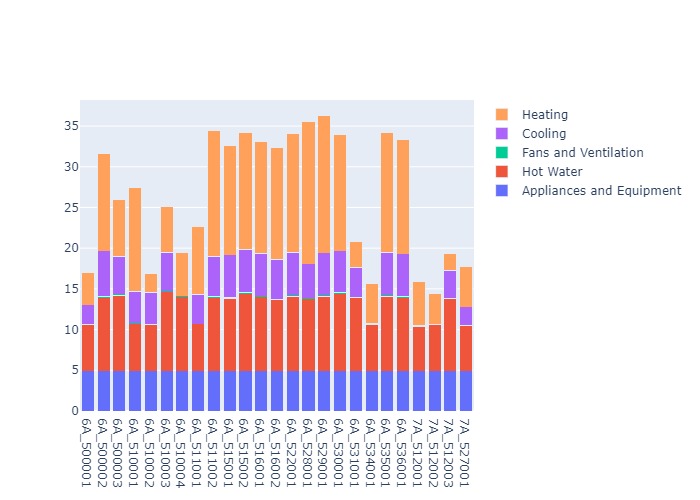 Heating
Cooling
Fans and Ventilation
Hot Water
Appliances and Equipment
35
30
25
20
15
10
5
0
6A_500001
6A_500002
6A_500003
6A_510001
6A_510002
6A_510003
6A_510004
6A_511001
6A_511002
6A_515001
6A_515002
6A_516001
6A_516002
6A_522001
6A_528001
6A_529001
6A_530001
6A_531001
6A_534001
6A_535001
6A_536001
7A_512001
7A_512002
7A_512003
7A_527001